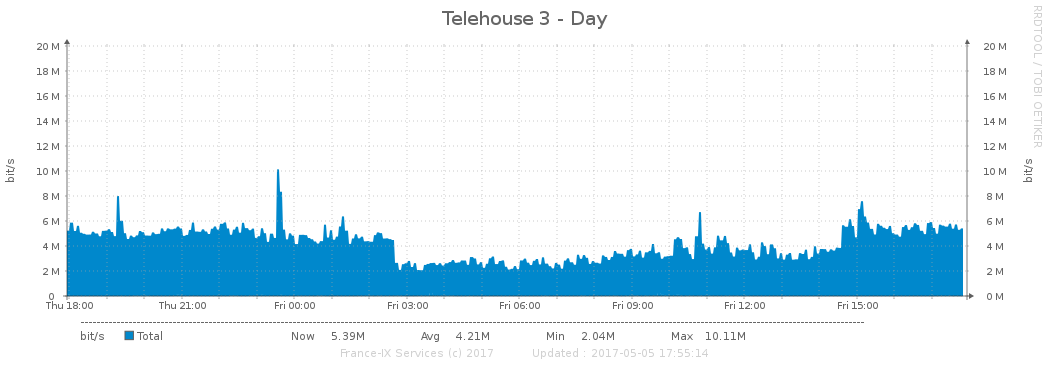 Telehouse 3 - Day
RRDTOOL / TOBI OETIKER
bit/s
bit/s
20 M 20 M
18 M 18 M
16 M 16 M
14 M 14 M
12 M 12 M
10 M 10 M
8 M 8 M
6 M 6 M
4 M 4 M
2 M 2 M
0 0 M
Thu 18:00 Thu 21:00 Fri 00:00 Fri 03:00 Fri 06:00 Fri 09:00 Fri 12:00 Fri 15:00
bit/s Total Now 5.39M Avg 4.21M Min 2.04M Max 10.11M
France-IX Services (c) 2017 Updated : 2017-05-05 17:55:14